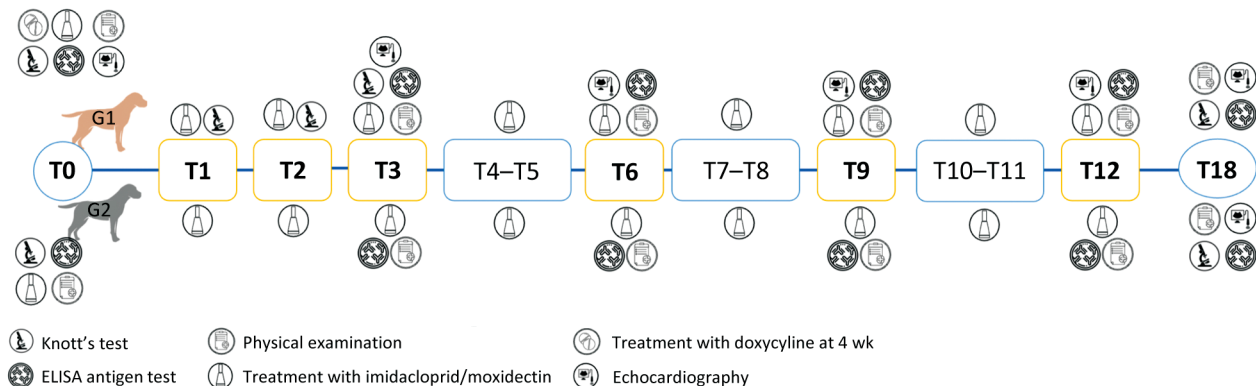 G1
T0
T1
T2
T3
T4–T5
T6
T7–T8
T9
T10–T11
T12
T18
G2
Knott’s test
Physical examination
Treatment with doxycyline at 4 wk
ELISA antigen test
Treatment with imidacloprid/moxidectin
Echocardiography